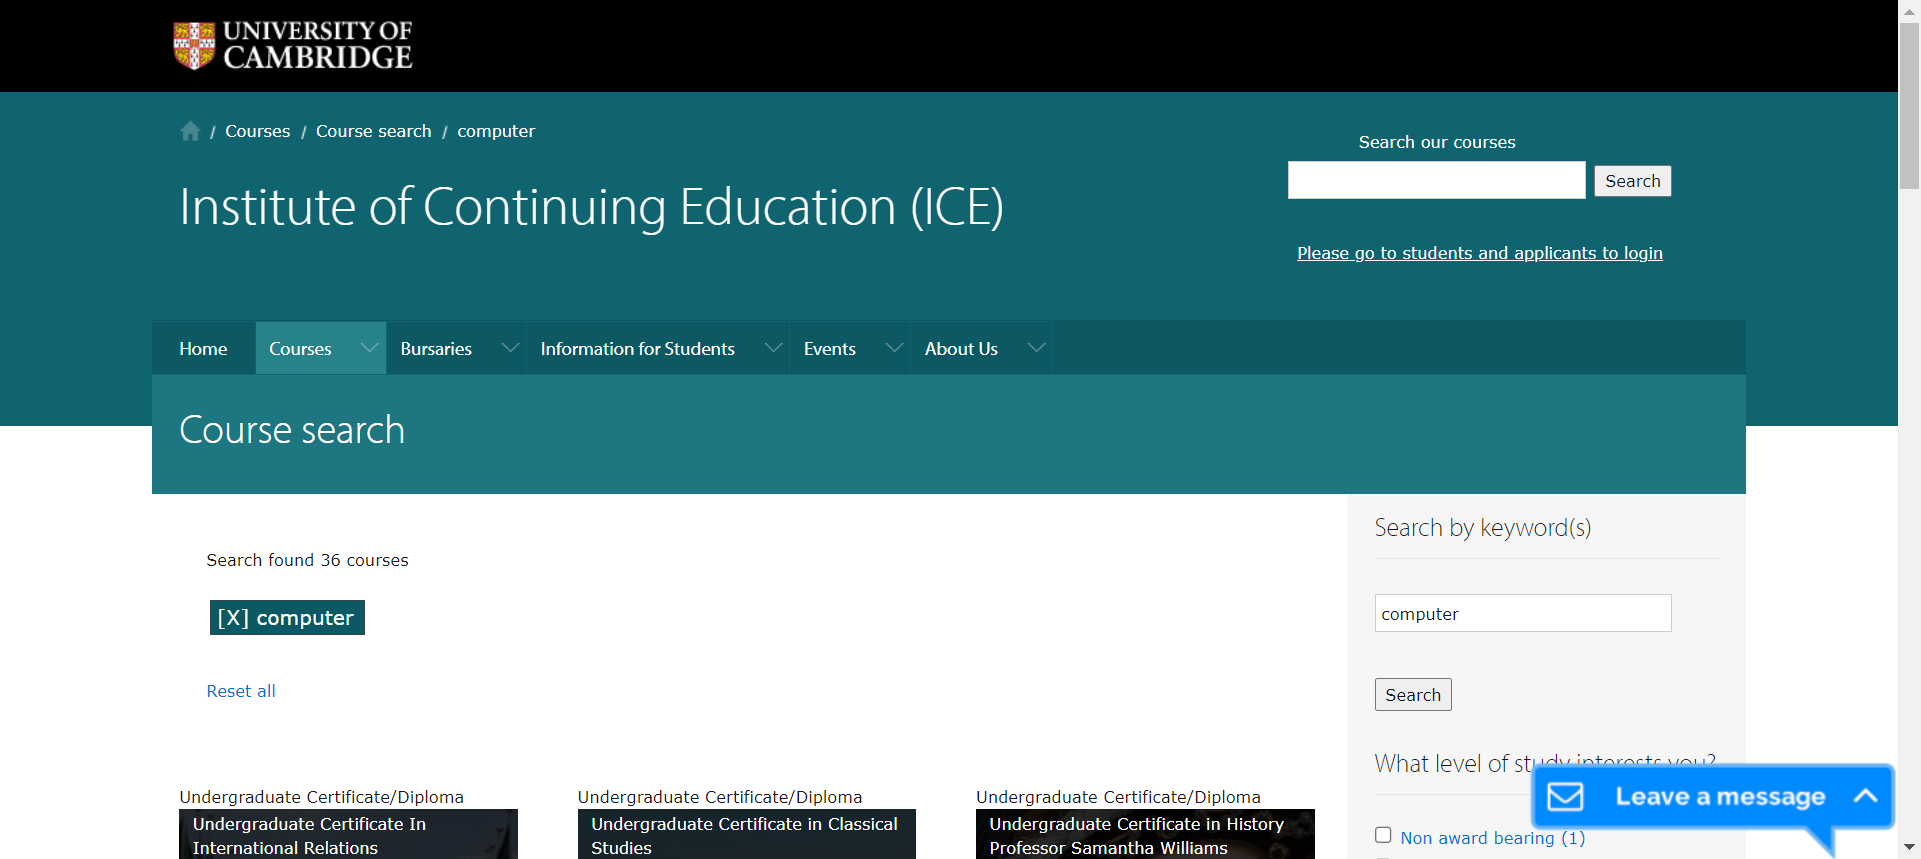 UNIVERSITY OF
CAMBRIDGE
/ Courses / Course search / computer
Search our courses
Search
Institute of Continuing Education (ICE)
Please go to students and applicants to login
Home
Courses
Bursaries
Information for Students
Events
About Us
Course search
Search by keyword(s)
Search found 36 courses
computer
[X] computer
Reset all
Search
What level of study interests you?
Leave a message
Non award bearing (1)
Undergraduate Certificate/Diploma
Undergraduate Certificate In
International Relations
Undergraduate Certificate/Diploma
Undergraduate Certificate in Classical
Studies
Undergraduate Certificate/Diploma
Undergraduate Certificate in History
Professor Samantha Williams